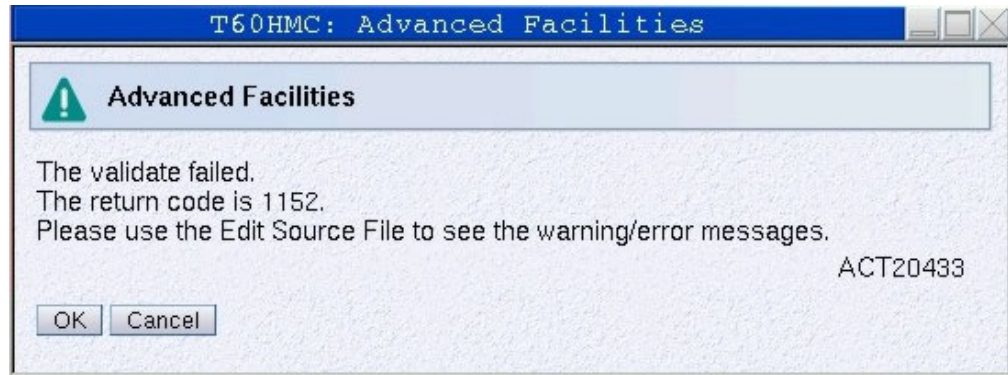 T60HMC: Advanced Facilities
Advanced Facilities
The validate failed.
The return code is 1152.
Please use the Edit Source File to see the warning/error messages.
ACT20433
OK Cancel